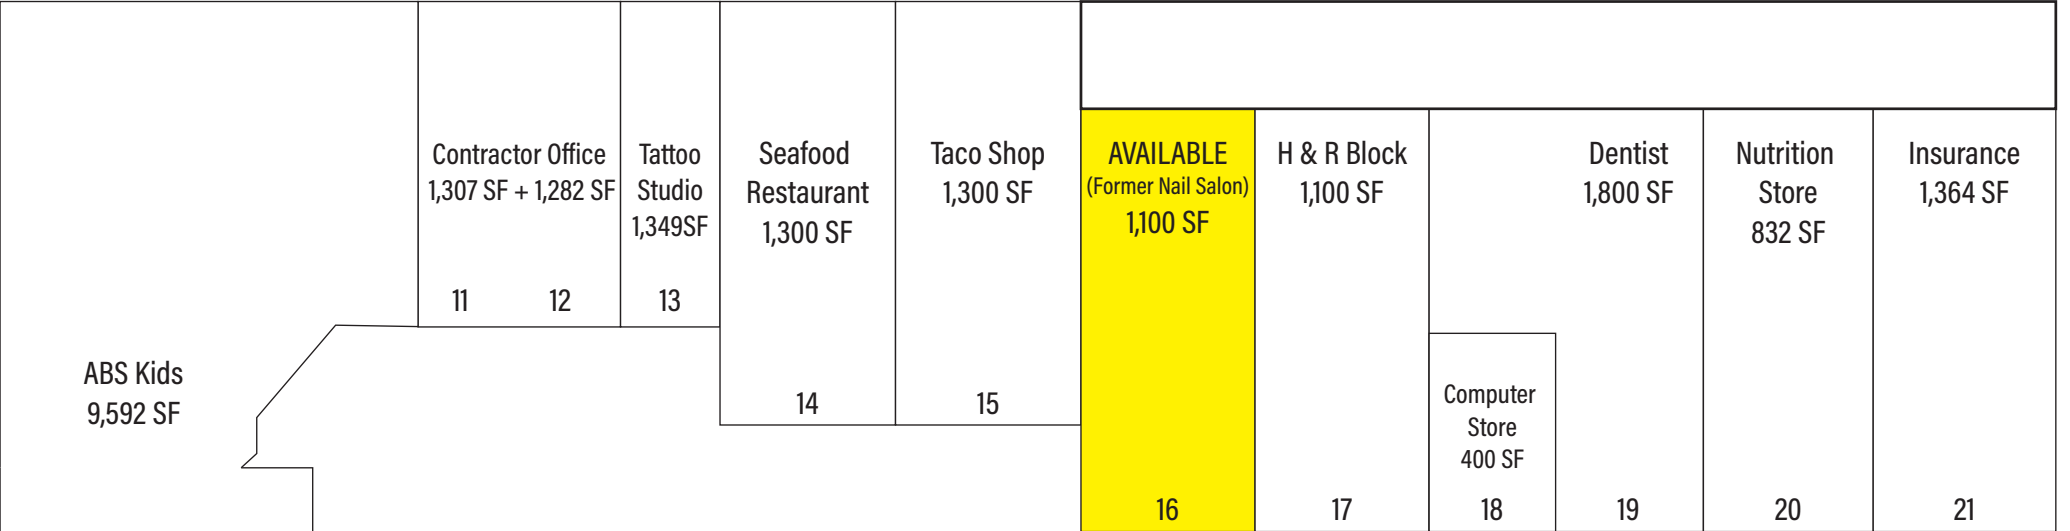 ABS Kids
9,592 SF
Contractor Office
1,307 SF + 1,282 SF
11
12
Tattoo
Studio
1,349SF
13
Seafood
Restaurant
1,300 SF
14
Taco Shop
1,300 SF
15
AVAILABLE
(Former Nail Salon)
1,100 SF
16
H & R Block
1,100 SF
17
Computer
Store
400 SF
18
Dentist
1,800 SF
19
Nutrition
Store
832 SF
20
Insurance
1,364 SF
21